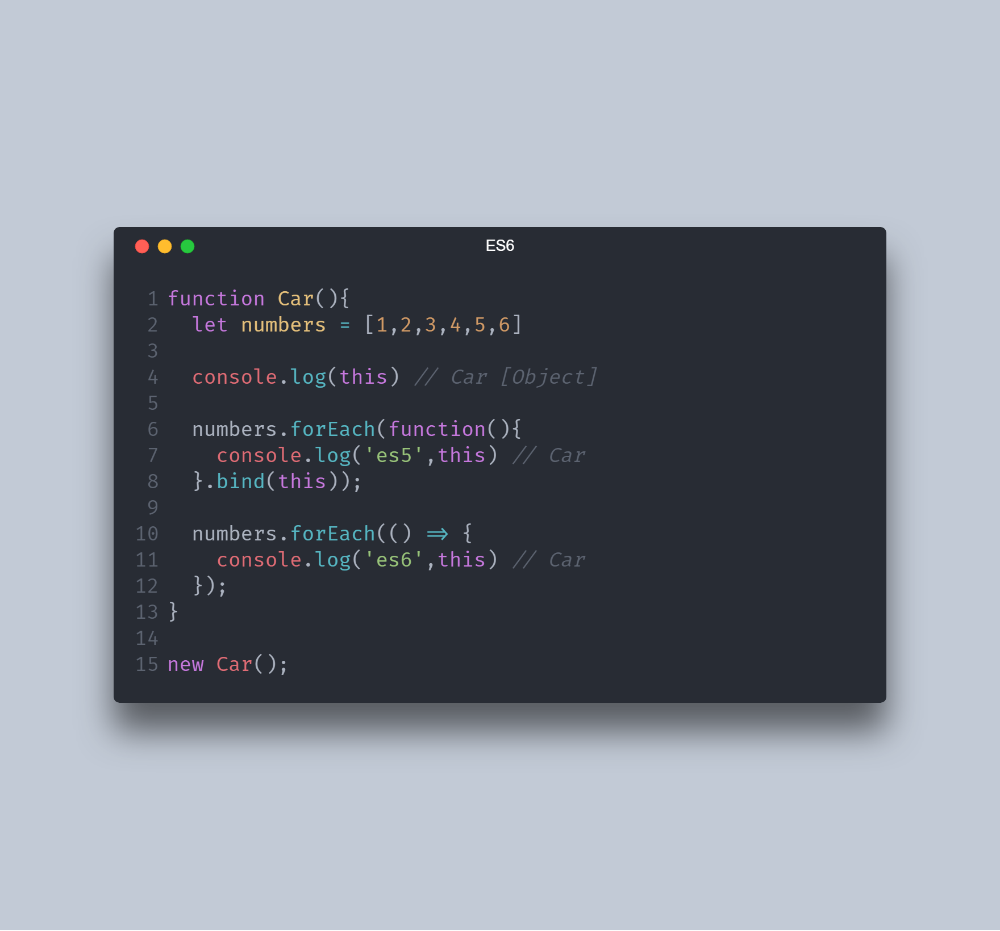 ES6
1 function Car(){
2   let numbers = [1,2,3,4,5,6]
3
4   console.log(this) // Car [Object]
5
6   numbers.forEach(function(){
7     console.log('es5',this) // Car
8   }.bind(this));
9
10   numbers.forEach(() => {
11     console.log('es6',this) // Car
12   });
13 }
14
15 new Car();